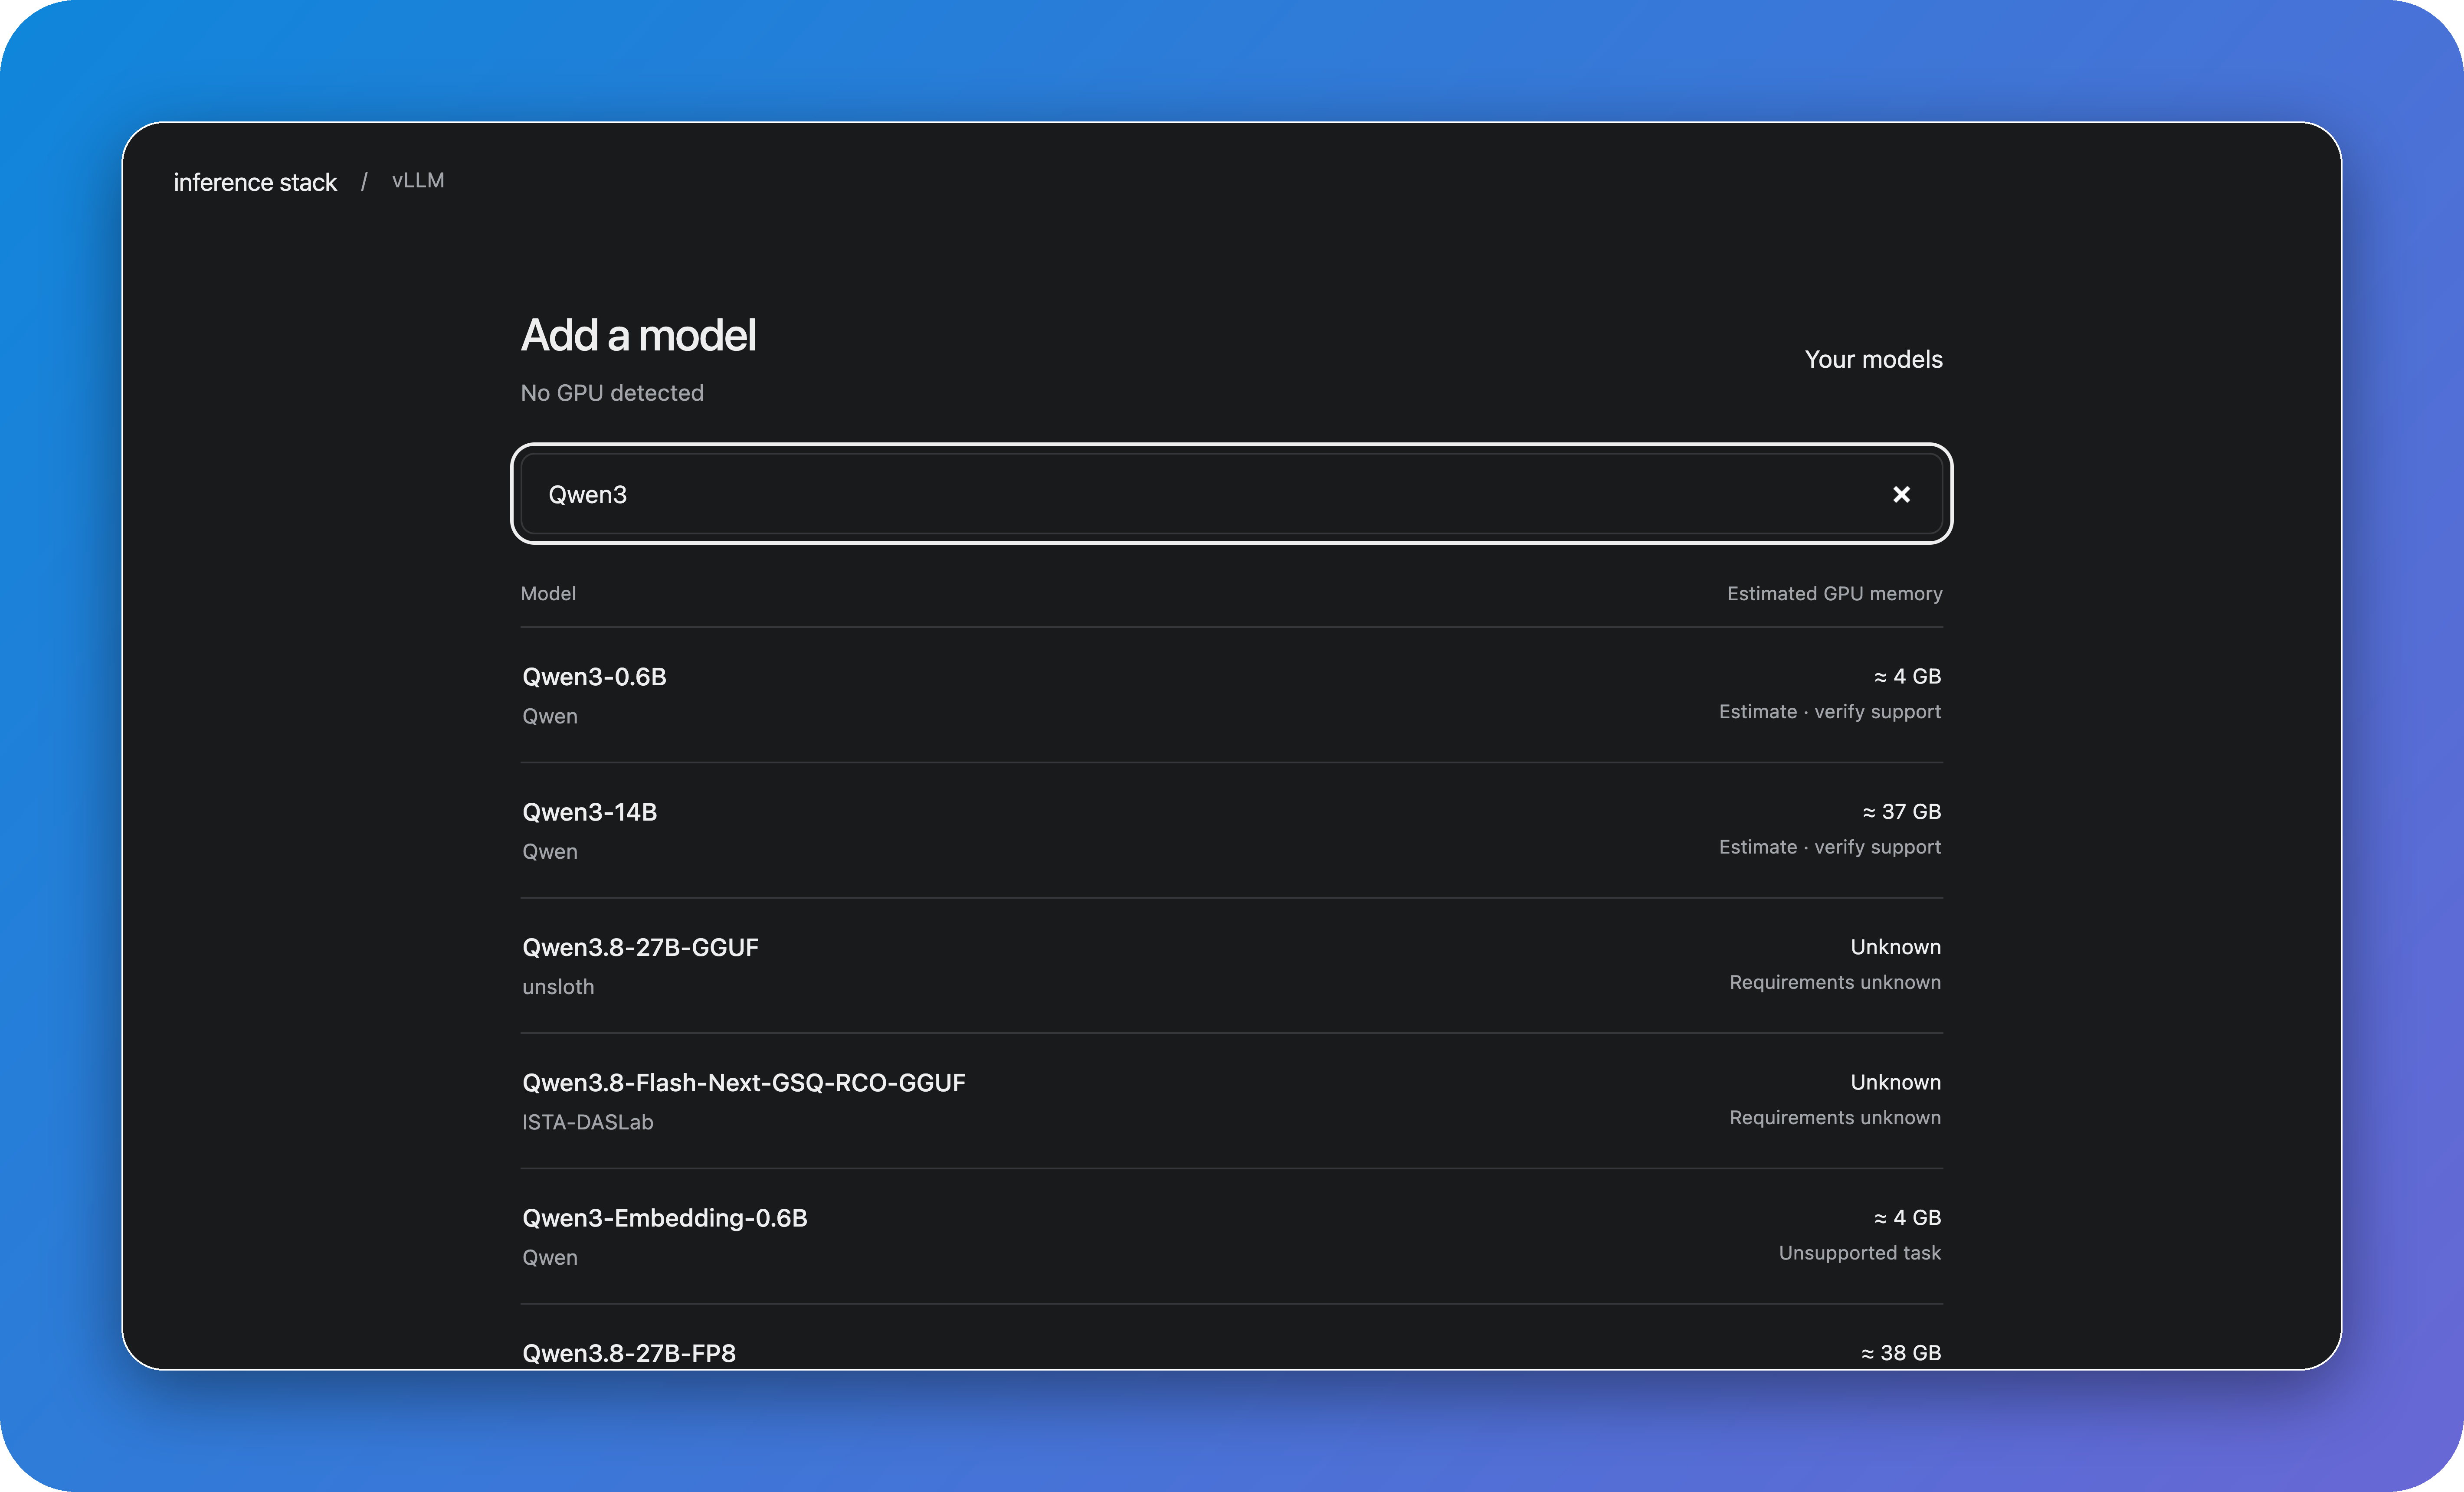 inference stack / vLLM
Add a model
Your models
No GPU detected
Qwen3
Model Estimated GPU memory
Qwen3-0.6B ≈ 4 GB
Qwen Estimate · verify support
Qwen3-14B ≈ 37 GB
Qwen Estimate · verify support
Qwen3.8-27B-GGUF Unknown
unsloth Requirements unknown
Qwen3.8-Flash-Next-GSQ-RCO-GGUF Unknown
ISTA-DASLab Requirements unknown
Qwen3-Embedding-0.6B ≈ 4 GB
Qwen Unsupported task
Qwen3.8-27B-FP8 ≈ 38 GB